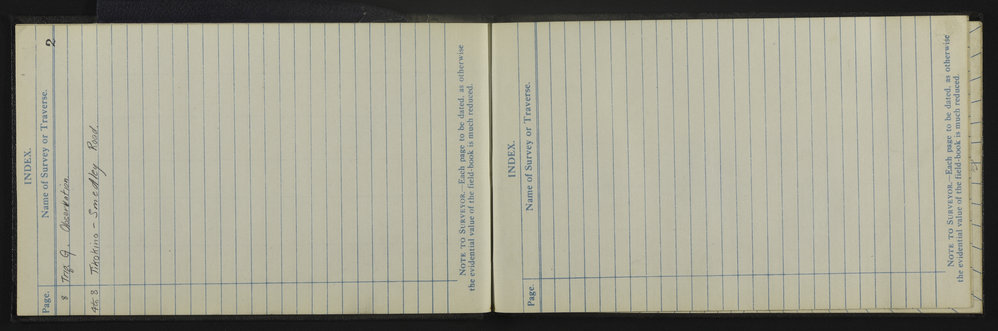 2
INDEX.
Page. Name of Survey or Traverse.
8 Trig G. Observation
Tikokino - Smedley Road
NOTE TO SURVEYOR.—Each page to be dated, as otherwise
the evidential value of the field-book is much reduced.
INDEX.
Page. Name of Survey or Traverse.
NOTE TO SURVEYOR.—Each page to be dated, as otherwise
the evidential value of the field-book is much reduced.